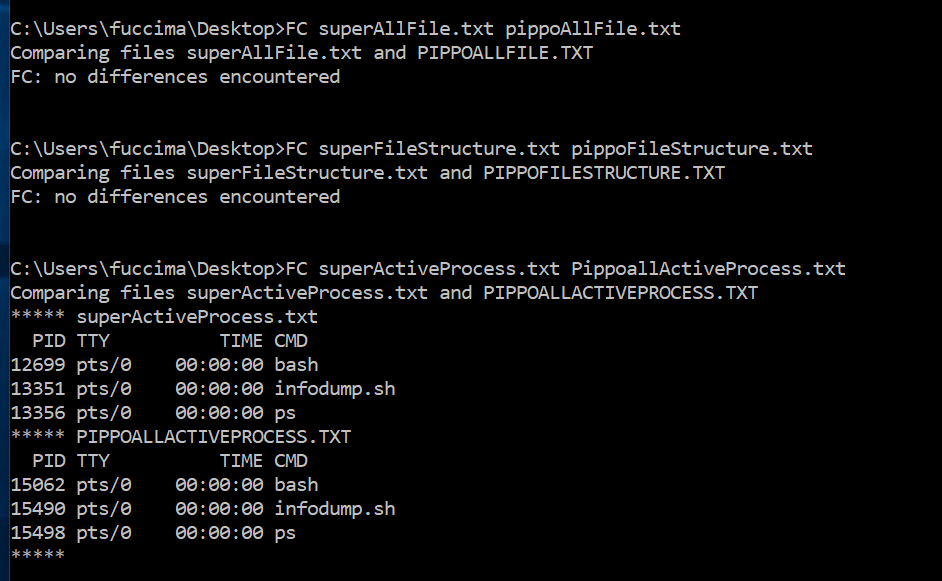 C:\Users\fuccima\Desktop>FC superAllFile.txt pippoAllFile.txt
Comparing files superAllFile.txt and PIPPOALLFILE.TXT
FC: no differences encountered
C:\Users\fuccima\Desktop>FC superFileStructure.txt pippoFileStructure.txt
Comparing files superFileStructure.txt and PIPPOFILESTRUCTURE.TXT
FC: no differences encountered
C:\Users\fuccima\Desktop>FC superActiveProcess.txt PippoallActiveProcess.txt
Comparing files superActiveProcess.txt and PIPPOALLACTIVEPROCESS.TXT
***** superActiveProcess.txt
  PID TTY          TIME CMD
12699 pts/0    00:00:00 bash
13351 pts/0    00:00:00 infodump.sh
13356 pts/0    00:00:00 ps
***** PIPPOALLACTIVEPROCESS.TXT
  PID TTY          TIME CMD
15062 pts/0    00:00:00 bash
15490 pts/0    00:00:00 infodump.sh
15498 pts/0    00:00:00 ps
*****